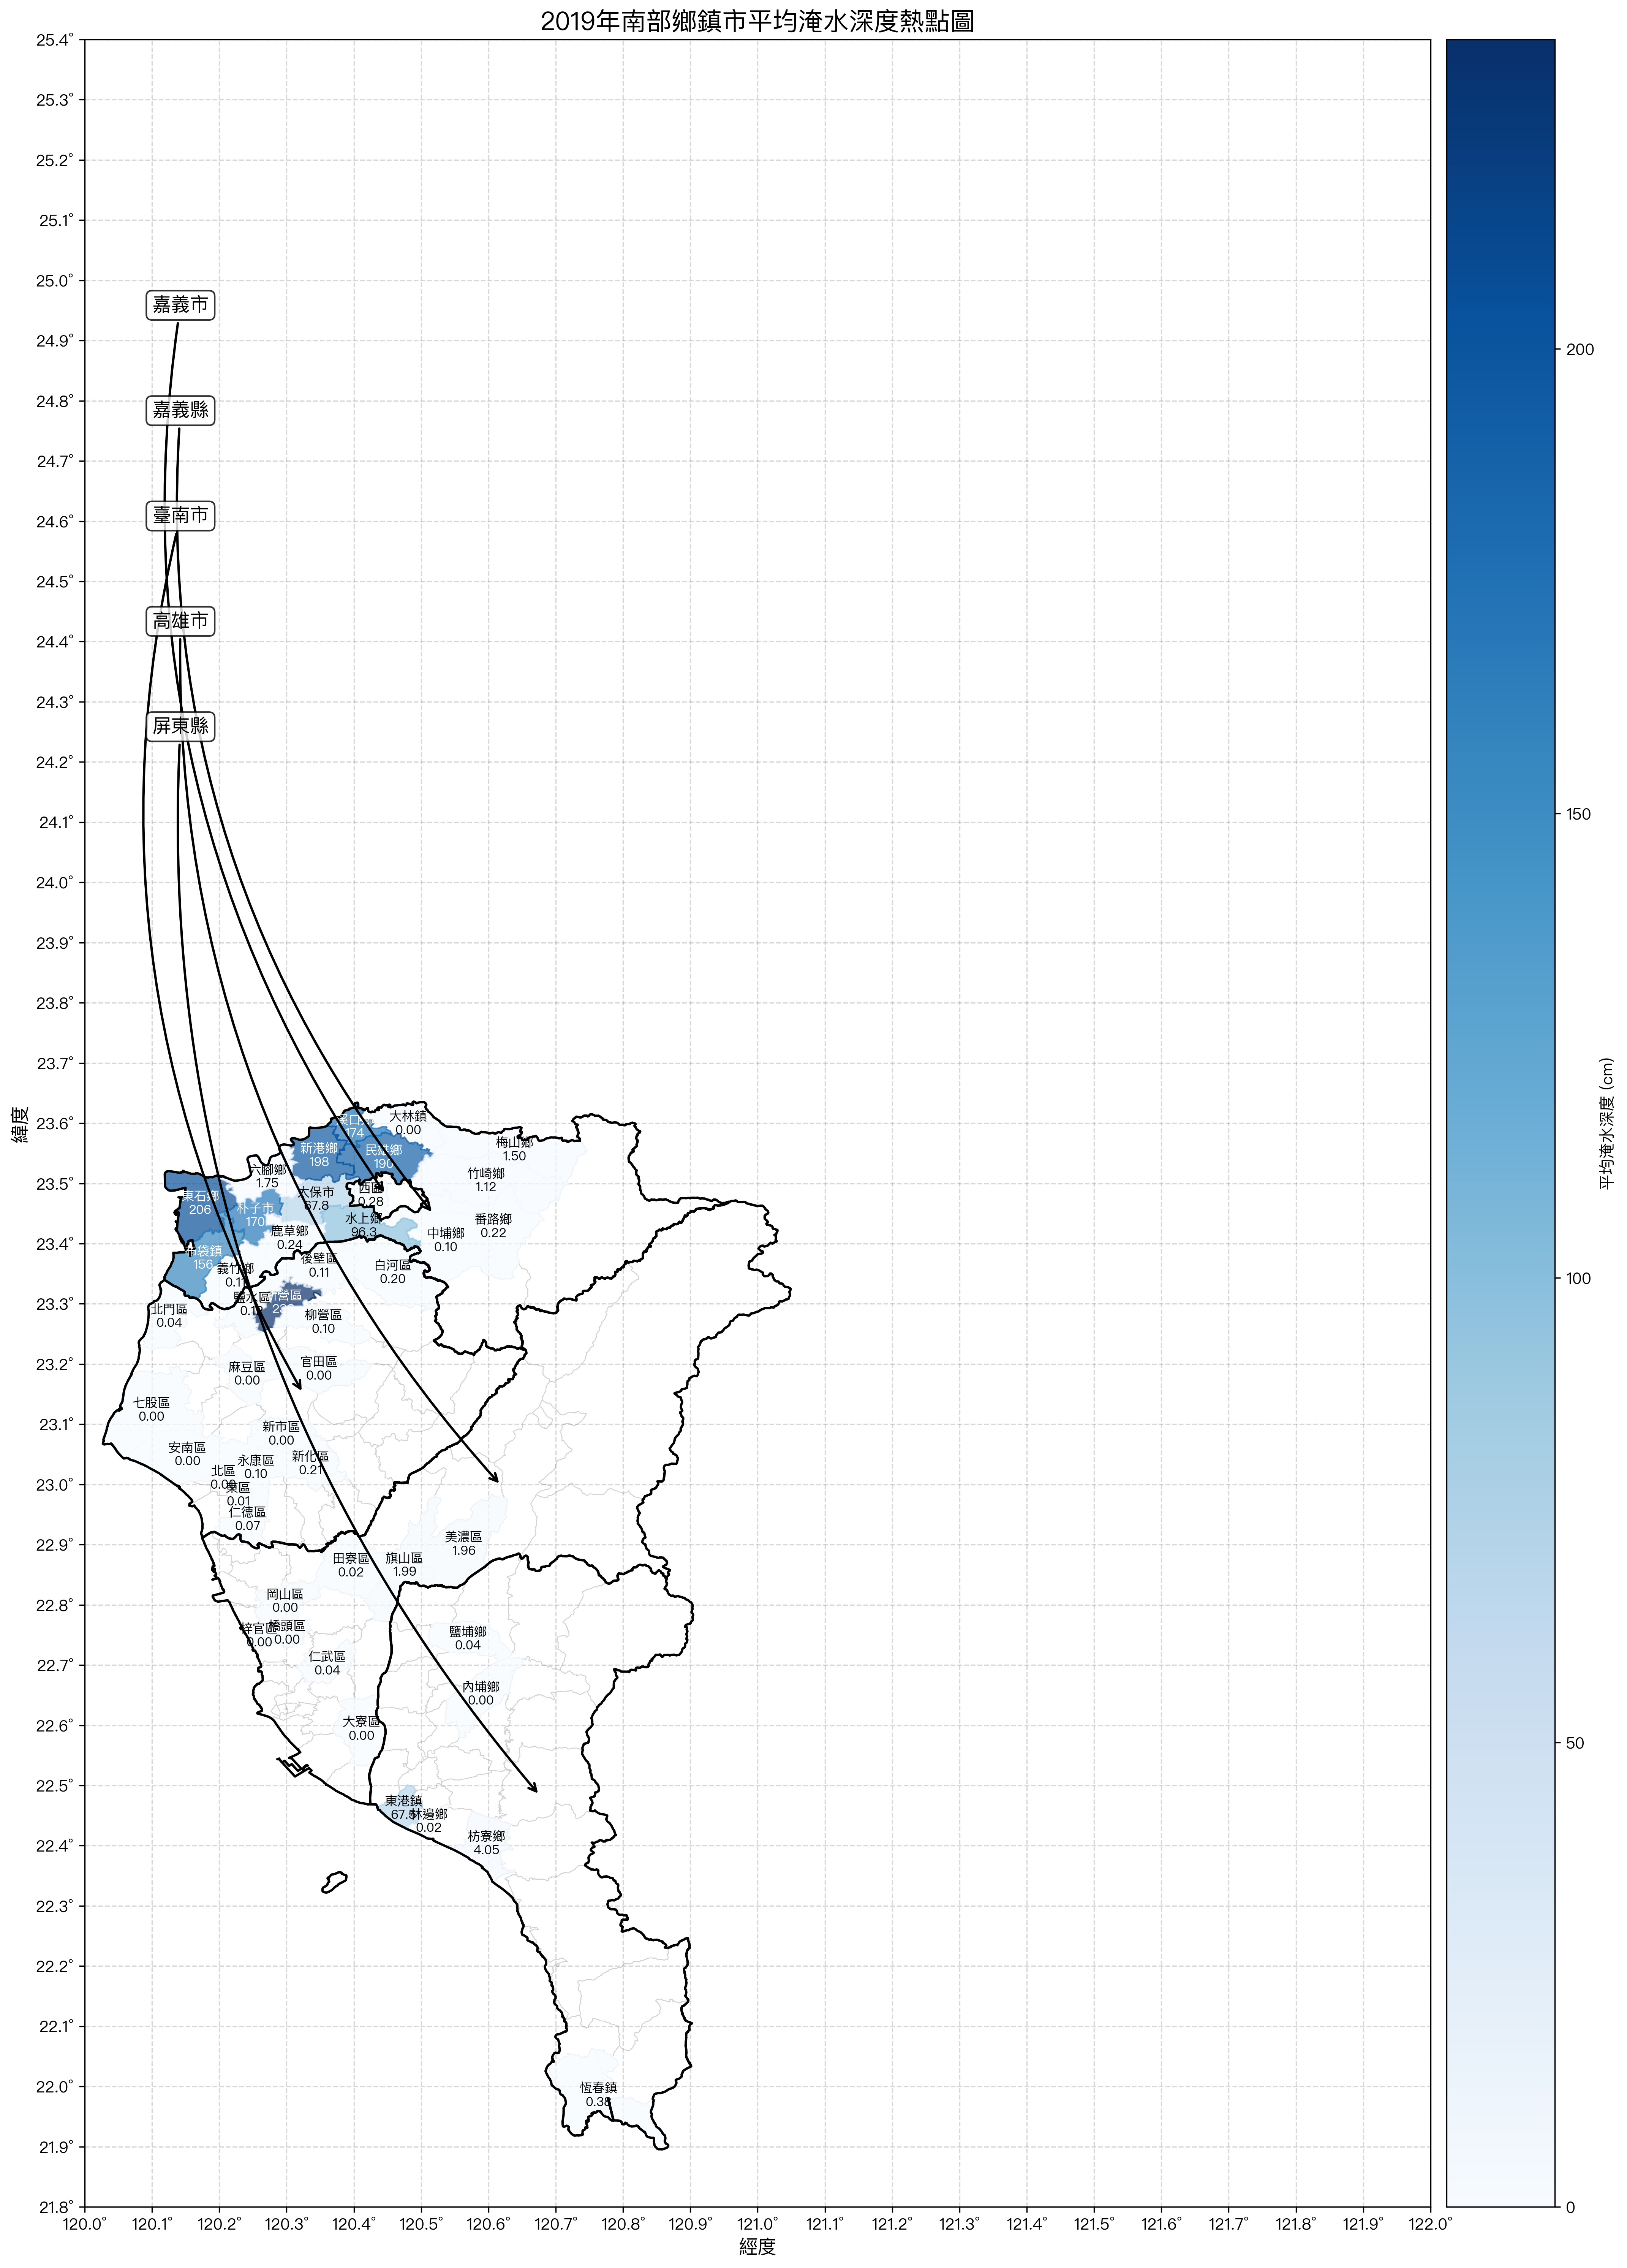 2019年南部鄉鎮市平均淹水深度熱點圖
25.4°
25.3°
25.2°
25.1°
25.0°
24.9°
24.8°
24.7°
24.6°
24.5°
24.4°
24.3°
24.2°
24.1°
24.0°
23.9°
23.8°
23.7°
23.6°
23.5°
23.4°
23.3°
23.2°
23.1°
23.0°
22.9°
22.8°
22.7°
22.6°
22.5°
22.4°
22.3°
22.2°
22.1°
22.0°
21.9°
21.8°
緯度
嘉義市
嘉義縣
臺南市
高雄市
屏東縣
大林鎮
0.00
174
新港鄉
198
民雄鄉
190
梅山鄉
1.50
竹崎鄉
1.12
六腳鄉
1.75
東石鄉
206
朴子市
170
太保市
67.8
西區
0.28
水上鄉
96.3
番路鄉
0.22
中埔鄉
0.10
鹿草鄉
0.24
布袋鎮
156
義竹鄉
0.11
後壁區
0.11
白河區
0.20
鹽水區
北門區
0.04
柳營區
0.10
麻豆區
0.00
官田區
0.00
七股區
0.00
新市區
0.00
安南區
0.00
永康區
0.10
新化區
0.21
北區
0.00
東區
0.01
仁德區
0.07
美濃區
1.96
田寮區
0.02
旗山區
1.99
岡山區
0.00
梓官區
0.00
橋頭區
0.00
仁武區
0.04
鹽埔鄉
0.04
內埔鄉
0.00
大寮區
0.00
東港鎮
67.5
林邊鄉
0.02
枋寮鄉
4.05
恆春鎮
0.38
120.0°
120.1°
120.2°
120.3°
120.4°
120.5°
120.6°
120.7°
120.8°
120.9°
121.0°
121.1°
121.2°
121.3°
121.4°
121.5°
121.6°
121.7°
121.8°
121.9°
122.0°
經度
200
150
100
50
0
平均淹水深度 (cm)